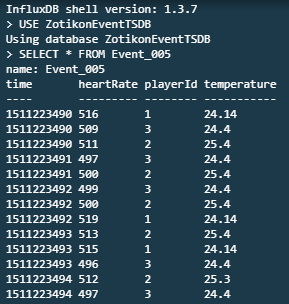 InfluxDB shell version: 1.3.7
> USE ZotikonEventTSDB
Using database ZotikonEventTSDB
> SELECT * FROM Event_005
name: Event_005
time heartRate playerId temperature
---- --------- -------- -----------
1511223490 516 1 24.14
1511223490 509 3 24.4
1511223490 511 2 25.4
1511223491 497 3 24.4
1511223491 500 2 25.4
1511223492 499 3 24.4
1511223492 500 2 25.4
1511223492 519 1 24.14
1511223493 513 2 25.4
1511223493 515 1 24.14
1511223493 496 3 24.4
1511223494 512 2 25.3
1511223494 497 3 24.4